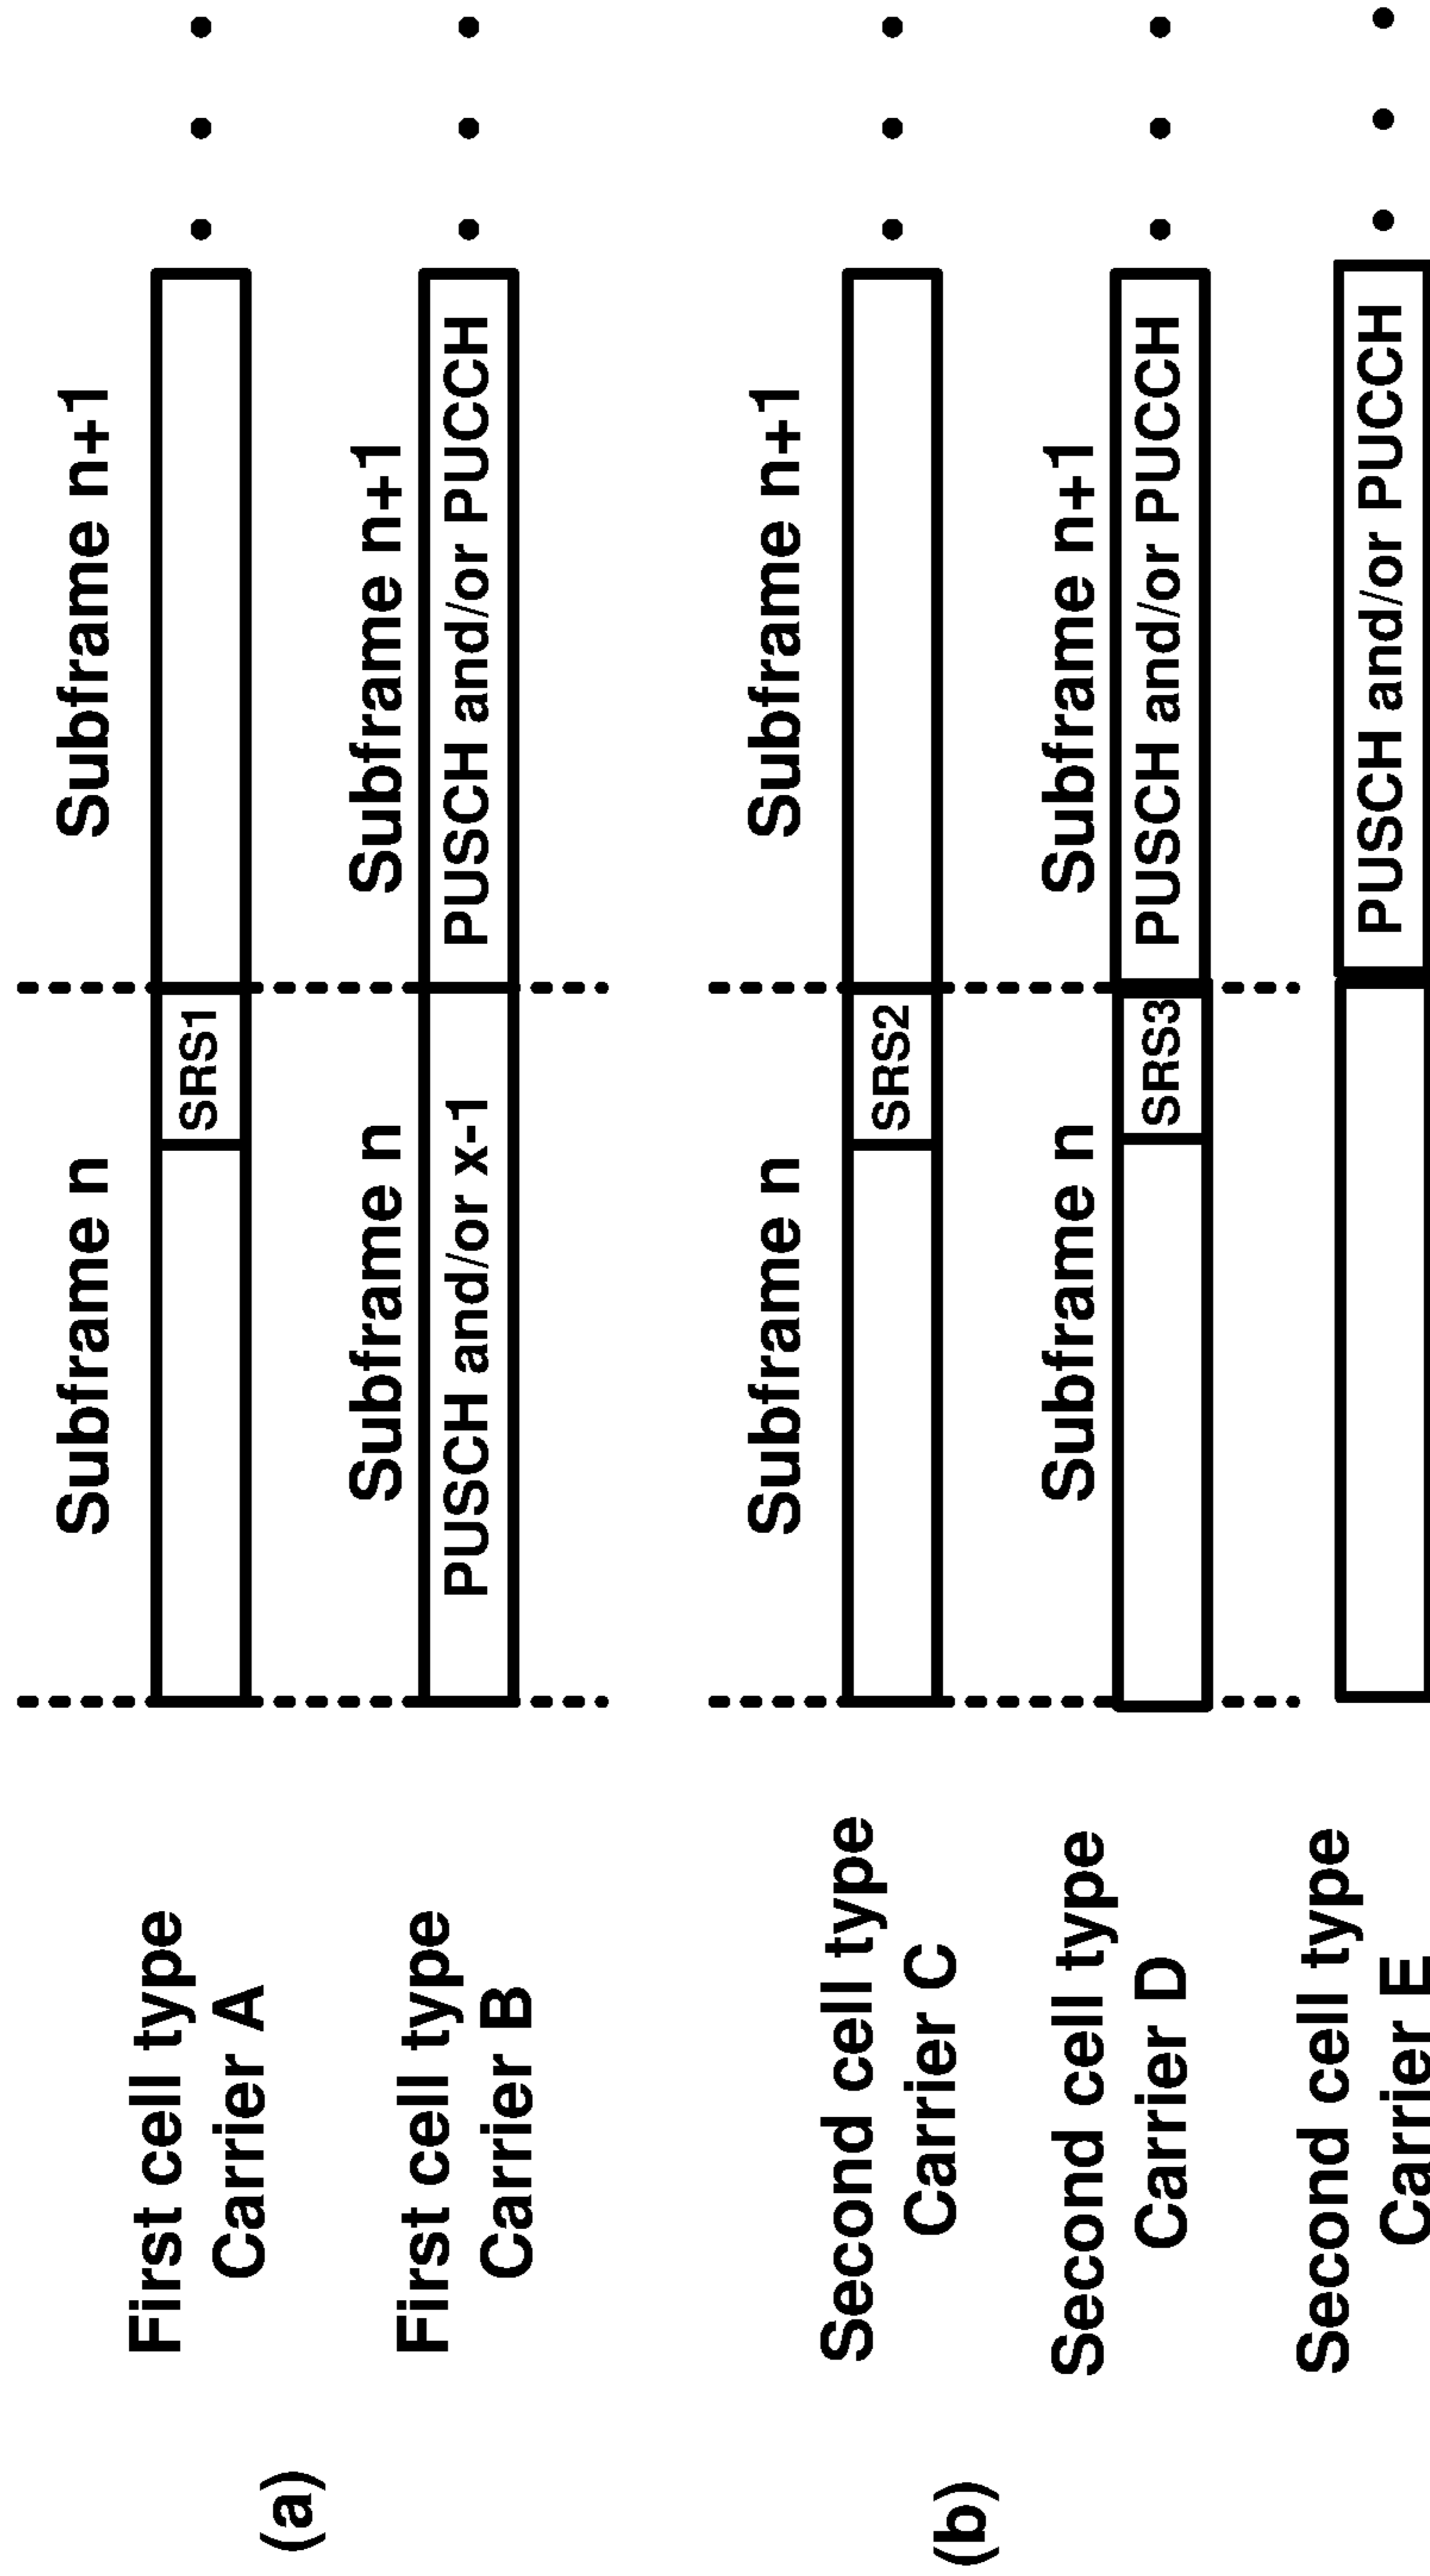 (a)
Subframe n
Subframe n+1
First cell type
Carrier A
SRS1
Subframe n
Subframe n+1
First cell type
Carrier B
PUSCH and/or x-1
PUSCH and/or PUCCH
(b)
Subframe n
Subframe n+1
Second cell type
Carrier C
SRS2
Subframe n
Subframe n+1
Second cell type
Carrier D
SRS3
PUSCH and/or PUCCH
Second cell type
Carrier E
PUSCH and/or PUCCH